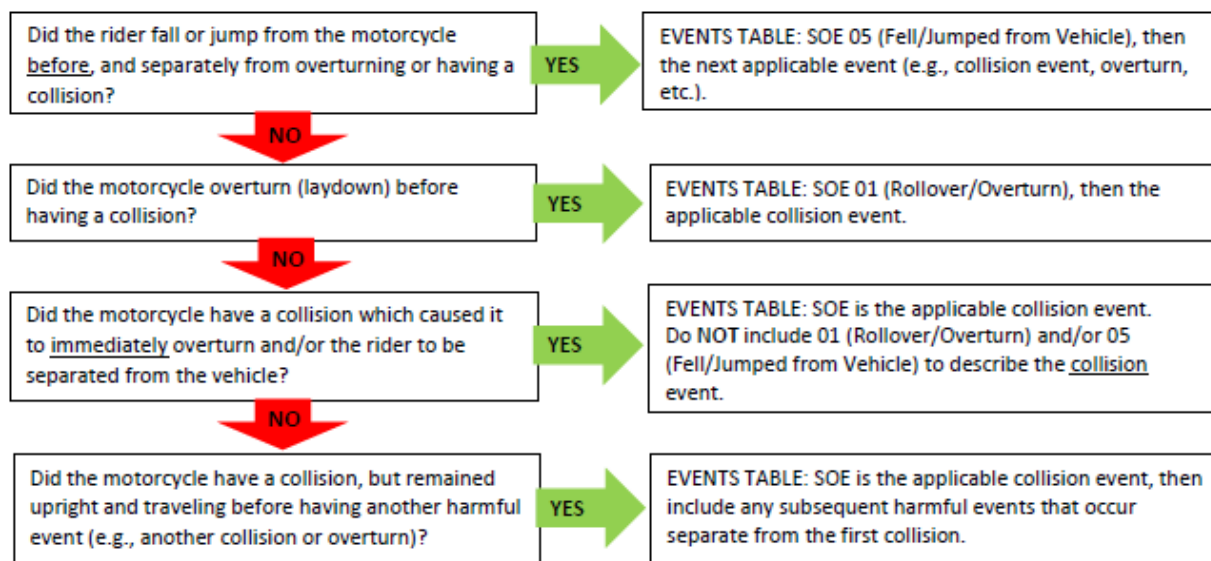 Did the rider fall or jump from the motorcycle
before, and separately from overturning or having a
collision?
YES
EVENTS TABLE: SOE 05 (Fell/Jumped from Vehicle), then
the next applicable event (e.g., collision event, overturn,
etc.).
NO
Did the motorcycle overturn (laydown) before
having a collision?
YES
EVENTS TABLE: SOE 01 (Rollover/Overturn), then the
applicable collision event.
NO
Did the motorcycle have a collision which caused it
to immediately overturn and/or the rider to be
separated from the vehicle?
YES
EVENTS TABLE: SOE is the applicable collision event.
Do NOT include 01 (Rollover/Overturn) and/or 05
(Fell/Jumped from Vehicle) to describe the collision
event.
NO
Did the motorcycle have a collision, but remained
upright and traveling before having another harmful
event (e.g., another collision or overturn)?
YES
EVENTS TABLE: SOE is the applicable collision event, then
include any subsequent harmful events that occur
separate from the first collision.